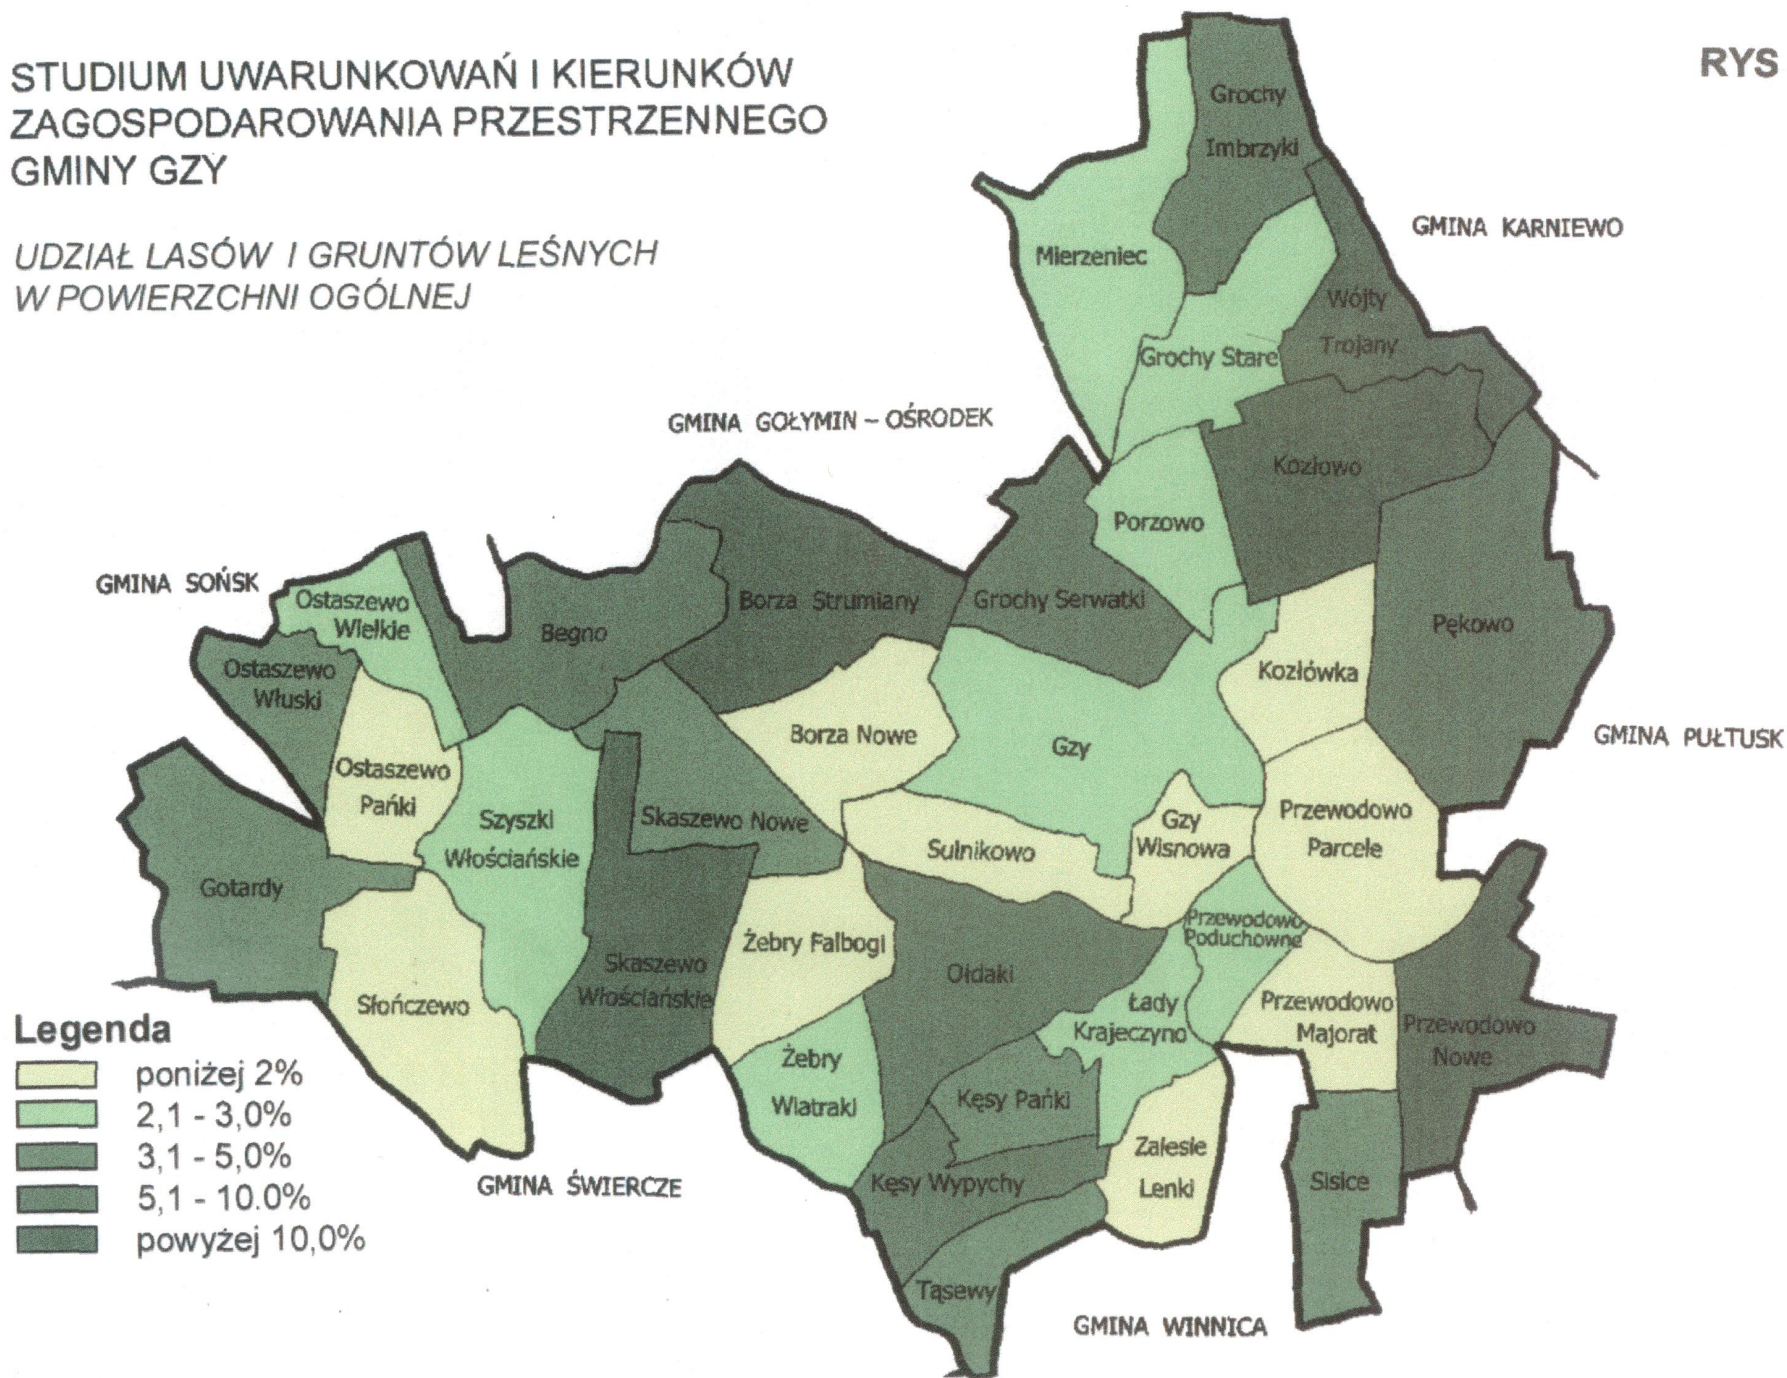 STUDIUM UWARUNKOWAŃ I KIERUNKÓW
ZAGOSPODAROWANIA PRZESTRZENNEGO
GMINY GZY
RYS
UDZIAŁ LASÓW I GRUNTÓW LEŚNYCH
W POWIERZCHNI OGÓLNEJ
Grochy
Imbrzyki
GMINA KARNIEWO
Mierzeniec
Wójty
Trojany
Grochy Stare
GMINA GOŁYMIN – OŚRODEK
Kozłowo
Porzowo
GMINA SOŃSK
Ostaszewo
Wielkie
Begno
Borza Strumiany
Grochy Serwatki
Pękowo
Ostaszewo
Włuski
Kozłówka
Borza Nowe
Gzy
GMINA PUŁTUSK
Ostaszewo
Pańki
Szyszki
Włościańskie
Skaszewo Nowe
Sulnikowo
Gzy
Wisnowa
Przewodowo
Parcele
Gotardy
Przewodowo
Poduchowne
Żebry Falbogi
Skaszewo
Włościańskie
Ołdaki
Słończewo
Łady
Krajeczyno
Przewodowo
Majorat
Przewodowo
Nowe
Żebry
Wiatraki
Kęsy Pańki
Zalesie
Lenki
Kęsy Wypychy
Sisice
Tąsewy
GMINA ŚWIERCZE
GMINA WINNICA
Legenda
poniżej 2%
2,1 - 3,0%
3,1 - 5,0%
5,1 - 10.0%
powyżej 10,0%